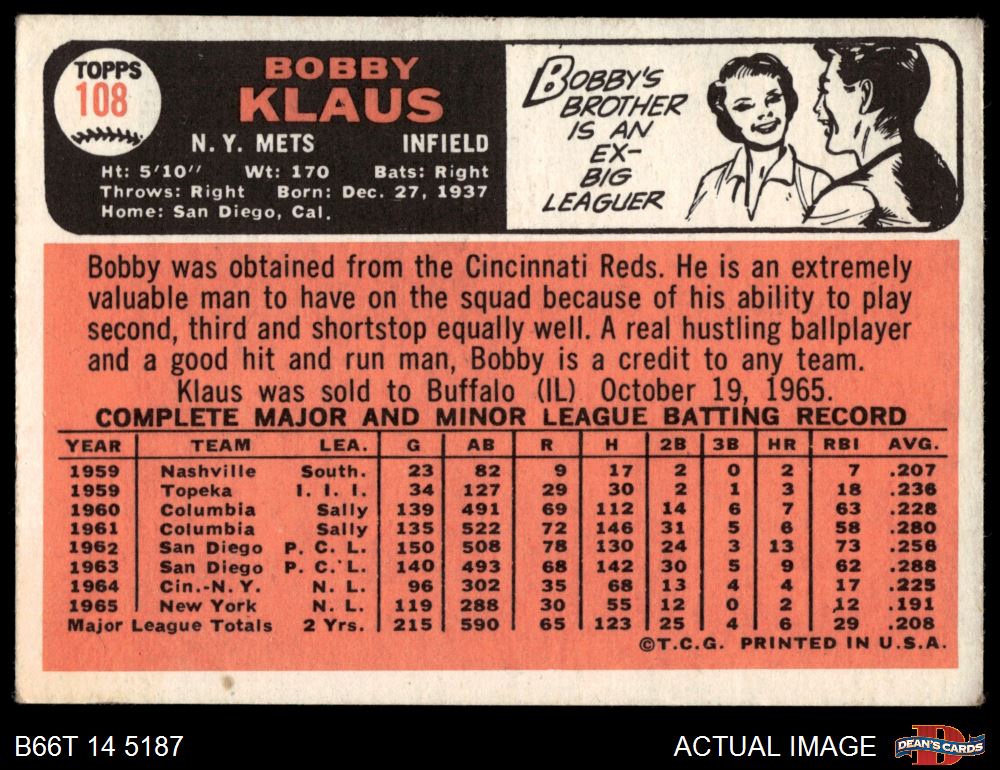 TOPPS
108
BOBBY
KLAUS
N. Y. METS INFIELD
Ht: 5'10" Wt: 170 Bats: Right
Throws: Right Born: Dec. 27, 1937
Home: San Diego, Cal.
BOBBY'S
BROTHER
IS AN
EX-
BIG
LEAGUER
Bobby was obtained from the Cincinnati Reds. He is an extremely
valuable man to have on the squad because of his ability to play
second, third and shortstop equally well. A real hustling ballplayer
and a good hit and run man, Bobby is a credit to any team.
Klaus was sold to Buffalo (IL) October 19, 1965.
COMPLETE MAJOR AND MINOR LEAGUE BATTING RECORD
YEAR TEAM LEA. G AB R H 2B 3B HR RBI AVG.
1959 Nashville South. 23 82 9 17 2 0 2 7 .207
1959 Topeka I. I. I. 34 127 29 30 2 1 3 18 .236
1960 Columbia Sally 139 491 69 112 14 6 7 63 .228
1961 Columbia Sally 135 522 72 146 31 5 6 58 .280
1962 San Diego P. C. L. 150 508 78 130 24 3 13 73 .256
1963 San Diego P. C. L. 140 493 68 142 30 5 9 62 .288
1964 Cin.-N. Y. N. L. 96 302 35 68 13 4 4 17 .225
1965 New York N. L. 119 288 30 55 12 0 2 12 .191
Major League Totals 2 Yrs. 215 590 65 123 25 4 6 29 .208
©T.C.G. PRINTED IN U.S.A.
B66T 14 5187
ACTUAL IMAGE
D
DEAN'S CARDS